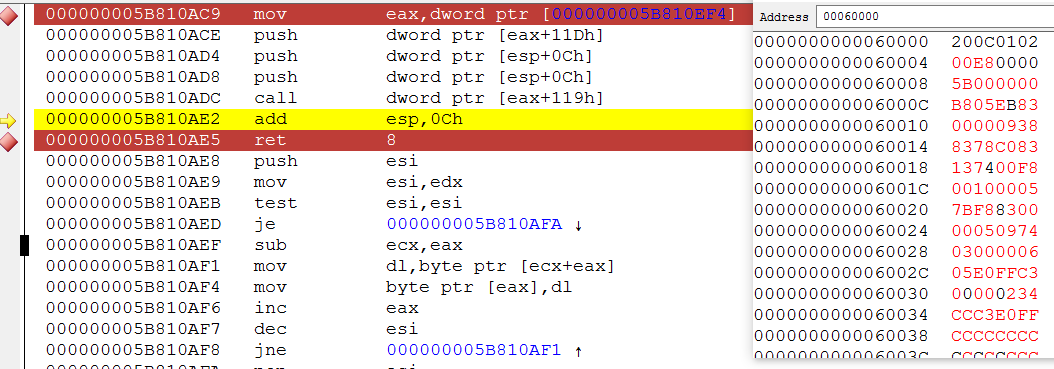 000000005B810AC9 mov eax,dword ptr [000000005B810EF4]
000000005B810ACE push dword ptr [eax+11Dh]
000000005B810AD4 push dword ptr [esp+0Ch]
000000005B810AD8 push dword ptr [esp+0Ch]
000000005B810ADC call dword ptr [eax+119h]
000000005B810AE2 add esp,0Ch
000000005B810AE5 ret 8
000000005B810AE8 push esi
000000005B810AE9 mov esi,edx
000000005B810AEB test esi,esi
000000005B810AED je 000000005B810AFA ↓
000000005B810AEF sub ecx,eax
000000005B810AF1 mov dl,byte ptr [ecx+eax]
000000005B810AF4 mov byte ptr [eax],dl
000000005B810AF6 inc eax
000000005B810AF7 dec esi
000000005B810AF8 jne 000000005B810AF1 ↑
Address 00060000
0000000000060000 200C0102
0000000000060004 00E80000
0000000000060008 5B000000
000000000006000C B805EB83
0000000000060010 00000938
0000000000060014 8378C083
0000000000060018 137400F8
000000000006001C 00100005
0000000000060020 7BF88300
0000000000060024 00050974
0000000000060028 03000006
000000000006002C 05E0FFC3
0000000000060030 00000234
0000000000060034 CCC3E0FF
0000000000060038 CCCCCCCC
000000000006003C CCCCCCCC